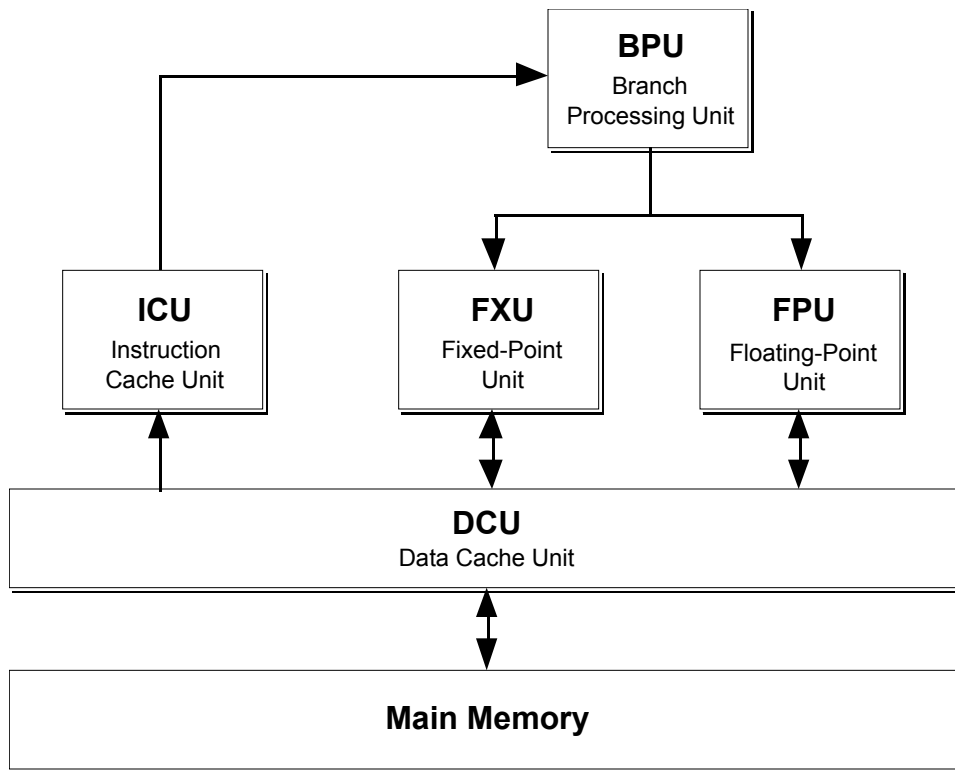 BPU
Branch
Processing Unit
ICU
Instruction
Cache Unit
FXU
Fixed-Point
Unit
FPU
Floating-Point
Unit
DCU
Data Cache Unit
Main Memory